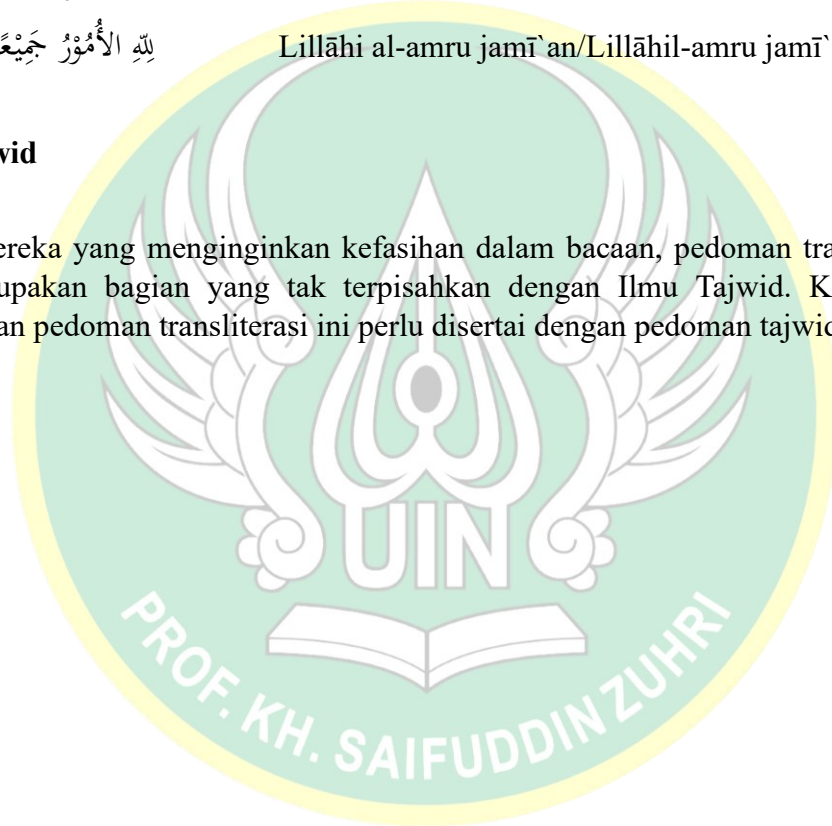 لِلّهِ الأُمُوْرُ جَمِيْعًا Lillāhi al-amru jamī`an/Lillāhil-amru jamī`
wid
ereka yang menginginkan kefasihan dalam bacaan, pedoman tra
upakan bagian yang tak terpisahkan dengan Ilmu Tajwid. K
an pedoman transliterasi ini perlu disertai dengan pedoman tajwid
UIN
PROF. KH. SAIFUDDIN ZUHRI